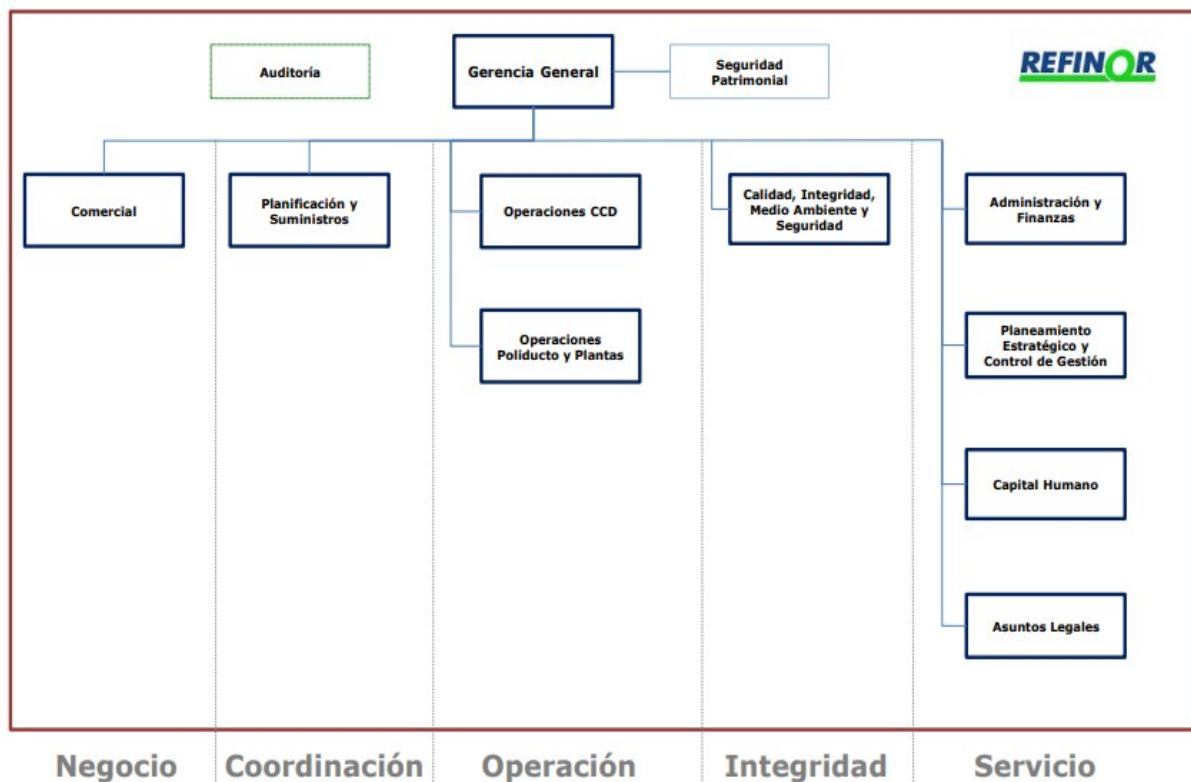 Auditoría
Gerencia General
Seguridad
Patrimonial
REFINOR
Comercial
Planificación y
Suministros
Operaciones CCD
Calidad, Integridad,
Medio Ambiente y
Seguridad
Administración y
Finanzas
Operaciones
Poliducto y Plantas
Planeamiento
Estratégico y
Control de Gestión
Capital Humano
Asuntos Legales
Negocio
Coordinación
Operación
Integridad
Servicio